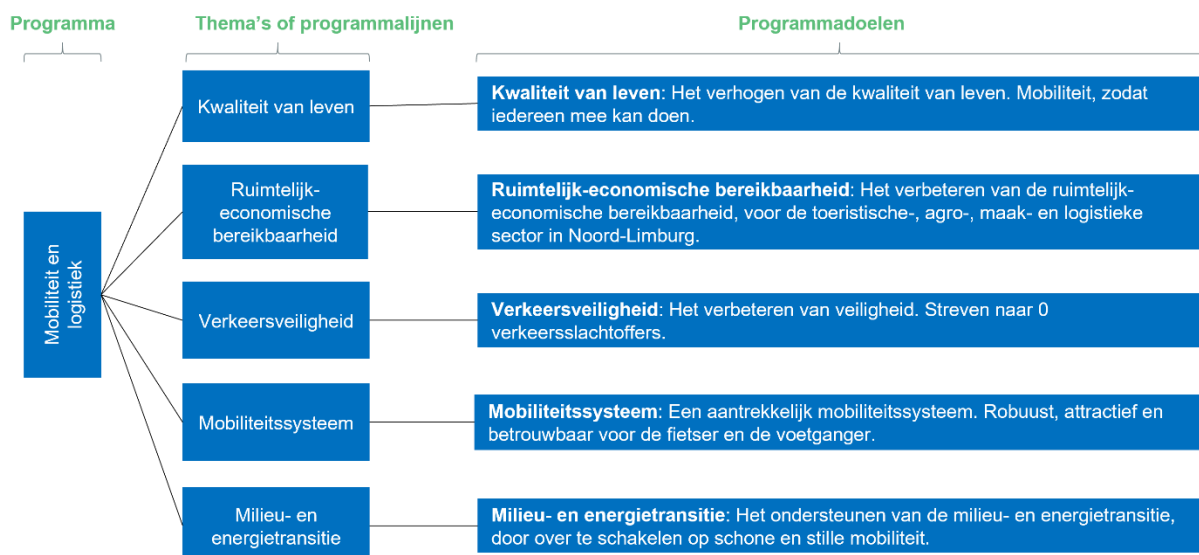 Programma
Thema's of programmalijnen
Programmadoelen
Mobiliteit en
logistiek
Kwaliteit van leven
Kwaliteit van leven: Het verhogen van de kwaliteit van leven. Mobiliteit, zodat
iedereen mee kan doen.
Ruimtelijk-
economische
bereikbaarheid
Ruimtelijk-economische bereikbaarheid: Het verbeteren van de ruimtelijk-
economische bereikbaarheid, voor de toeristische-, agro-, maak- en logistieke
sector in Noord-Limburg.
Verkeersveiligheid
Verkeersveiligheid: Het verbeteren van veiligheid. Streven naar 0
verkeersslachtoffers.
Mobiliteitssysteem
Mobiliteitssysteem: Een aantrekkelijk mobiliteitssysteem. Robuust, attractief en
betrouwbaar voor de fietser en de voetganger.
Milieu- en
energietransitie
Milieu- en energietransitie: Het ondersteunen van de milieu- en energietransitie,
door over te schakelen op schone en stille mobiliteit.